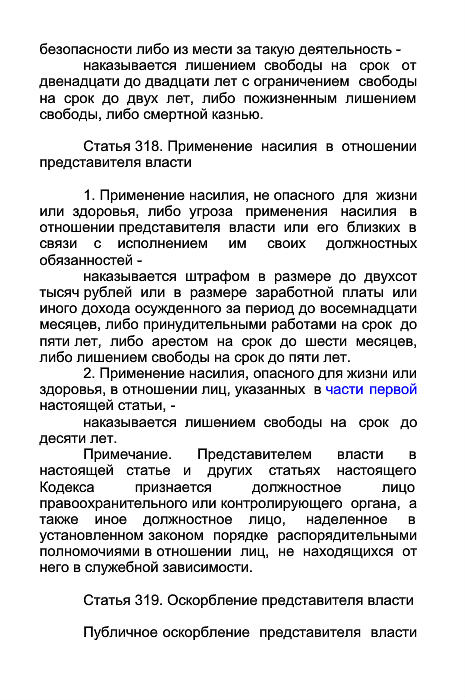 безопасности либо из мести за такую деятельность -
наказывается лишением свободы на срок от
двенадцати до двадцати лет с ограничением свободы
на срок до двух лет, либо пожизненным лишением
свободы, либо смертной казнью.
Статья 318. Применение насилия в отношении
представителя власти
1. Применение насилия, не опасного для жизни
или здоровья, либо угроза применения насилия в
отношении представителя власти или его близких в
связи с исполнением им своих должностных
обязанностей -
наказывается штрафом в размере до двухсот
тысяч рублей или в размере заработной платы или
иного дохода осужденного за период до восемнадцати
месяцев, либо принудительными работами на срок до
пяти лет, либо арестом на срок до шести месяцев,
либо лишением свободы на срок до пяти лет.
2. Применение насилия, опасного для жизни или
здоровья, в отношении лиц, указанных в части первой
настоящей статьи, -
наказывается лишением свободы на срок до
десяти лет.
Примечание. Представителем власти в
настоящей статье и других статьях настоящего
Кодекса признается должностное лицо
правоохранительного или контролирующего органа, а
также иное должностное лицо, наделенное в
установленном законом порядке распорядительными
полномочиями в отношении лиц, не находящихся от
него в служебной зависимости.
Статья 319. Оскорбление представителя власти
Публичное оскорбление представителя власти